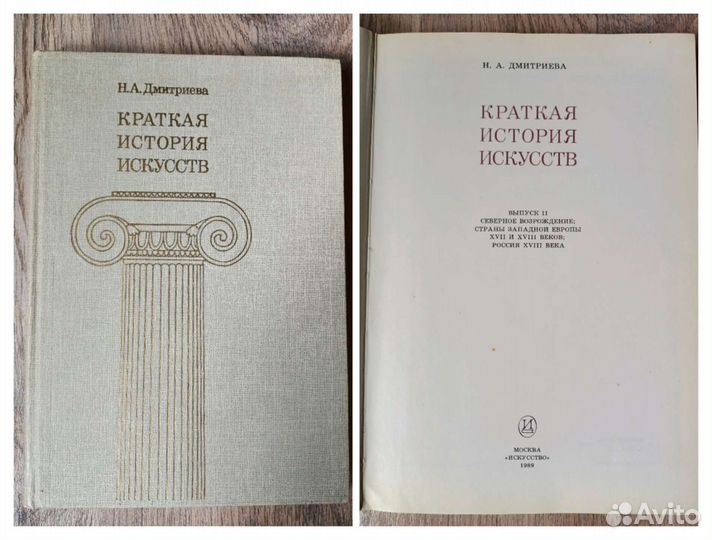 Н.А.Дмитриева
КРАТКАЯ
ИСТОРИЯ
ИСКУССТВ
Н. А. ДМИТРИЕВА
КРАТКАЯ
ИСТОРИЯ
ИСКУССТВ
ВЫПУСК II
СЕВЕРНОЕ ВОЗРОЖДЕНИЕ;
СТРАНЫ ЗАПАДНОЙ ЕВРОПЫ
XVII И XVIII ВЕКОВ;
РОССИЯ XVIII ВЕКА
МОСКВА
«ИСКУССТВО»
1989
Avito